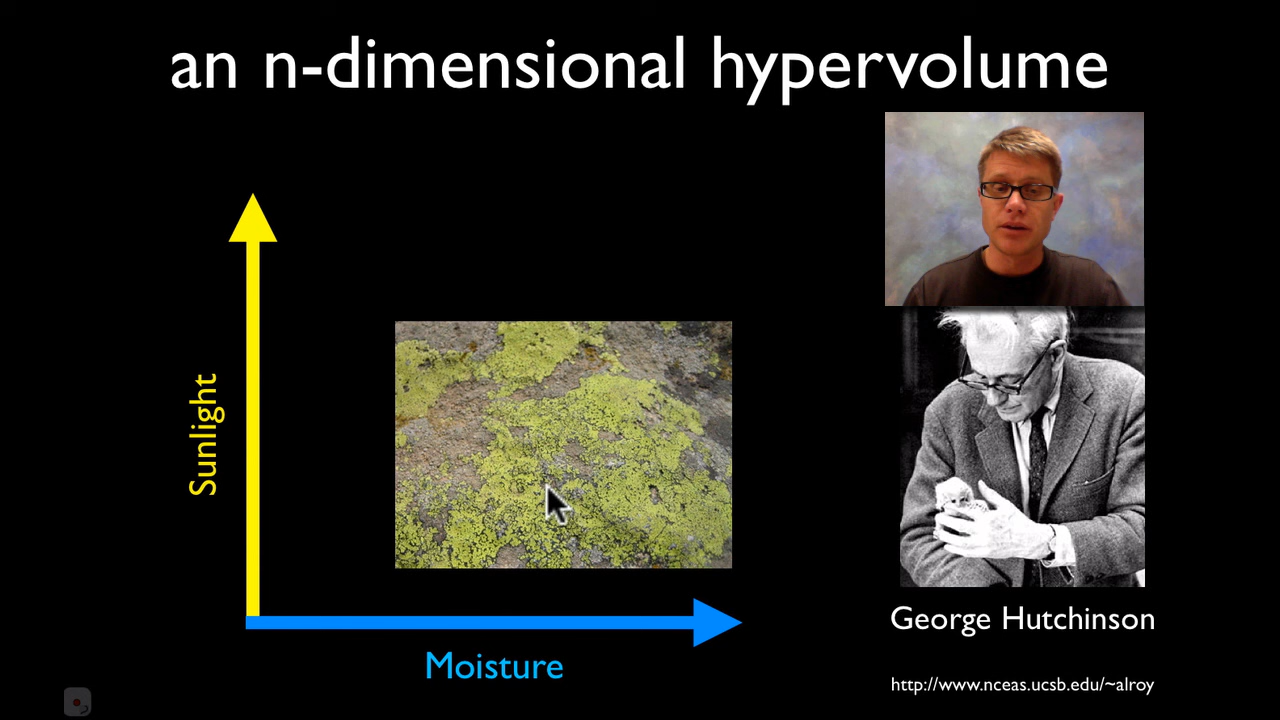 an n-dimensional hypervolume
Sunlight
Moisture
George Hutchinson
http://www.nceas.ucsb.edu/~alroy